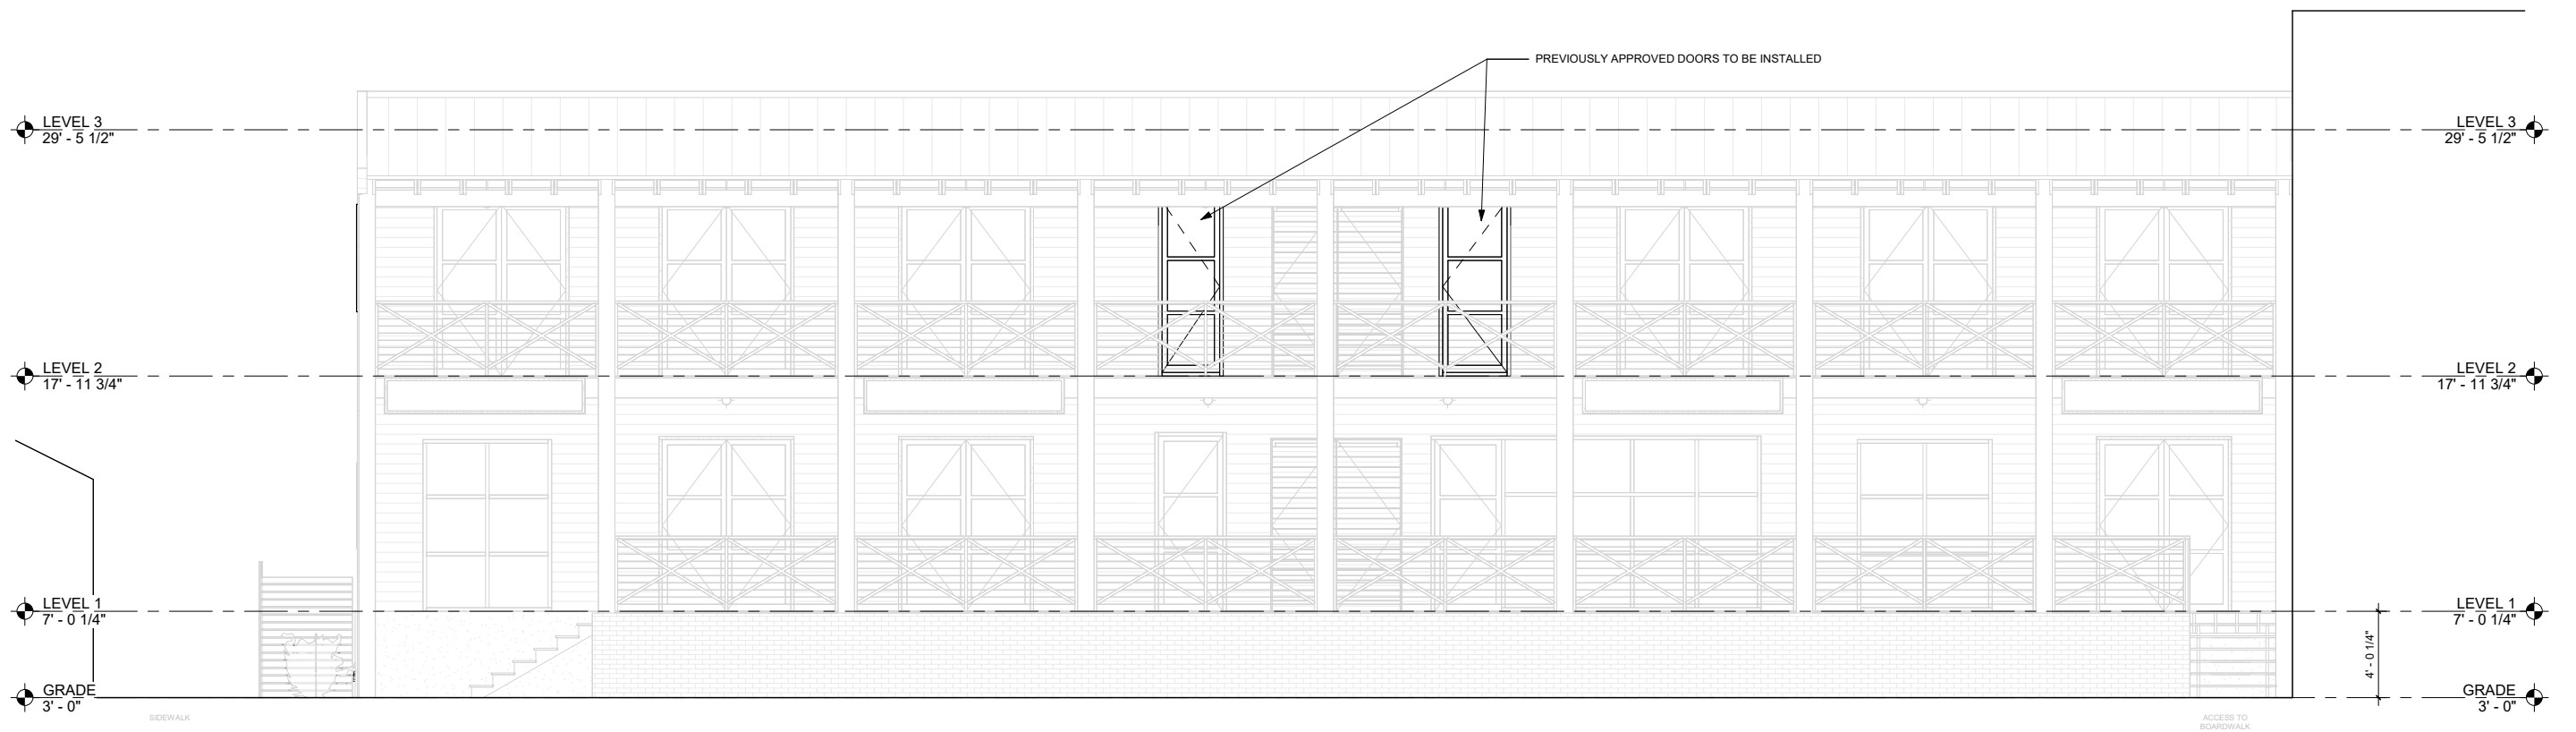 PREVIOUSLY APPROVED DOORS TO BE INSTALLED
LEVEL 3
29' - 5 1/2"
LEVEL 3
29' - 5 1/2"
LEVEL 2
17' - 11 3/4"
LEVEL 2
17' - 11 3/4"
LEVEL 1
7' - 0 1/4"
LEVEL 1
7' - 0 1/4"
4' - 0 1/4"
GRADE
3' - 0"
GRADE
3' - 0"
SIDEWALK
ACCESS TO
BOARDWALK